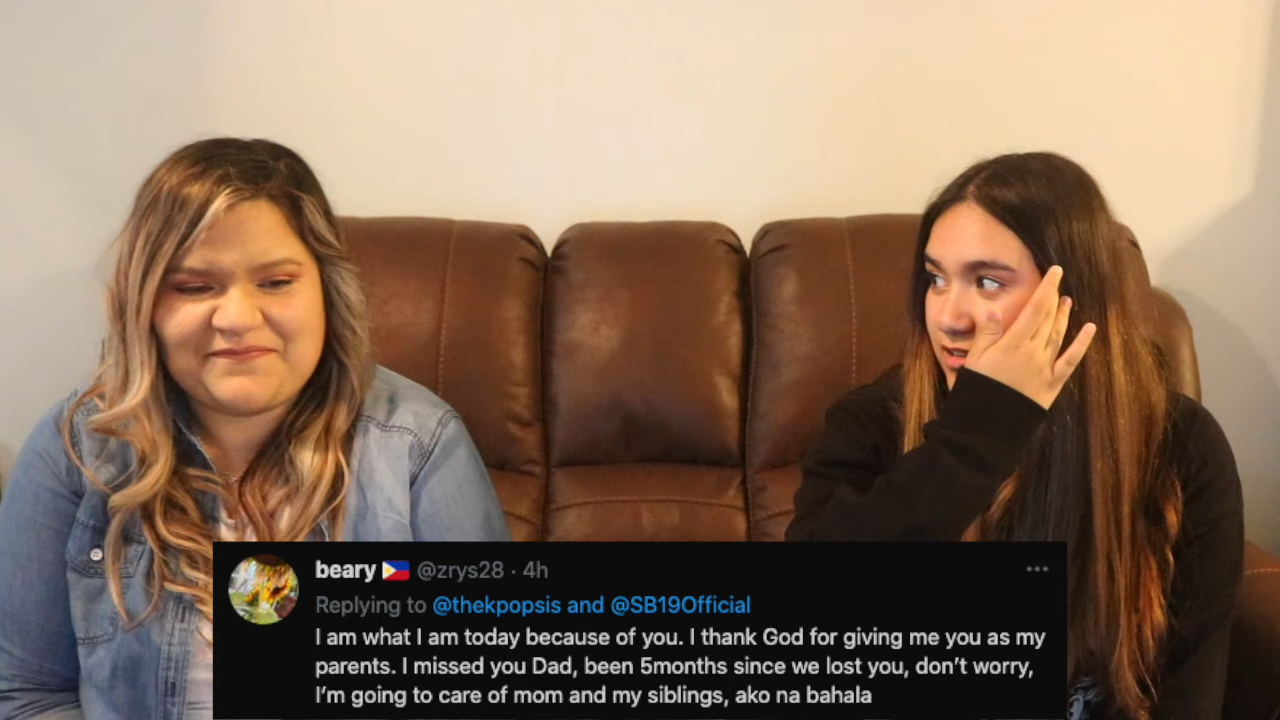 beary 🇵🇭 @zrys28 · 4h
Replying to @thekpopsis and @SB19Official
I am what I am today because of you. I thank God for giving me you as my
parents. I missed you Dad, been 5months since we lost you, don't worry,
I'm going to care of mom and my siblings, ako na bahala